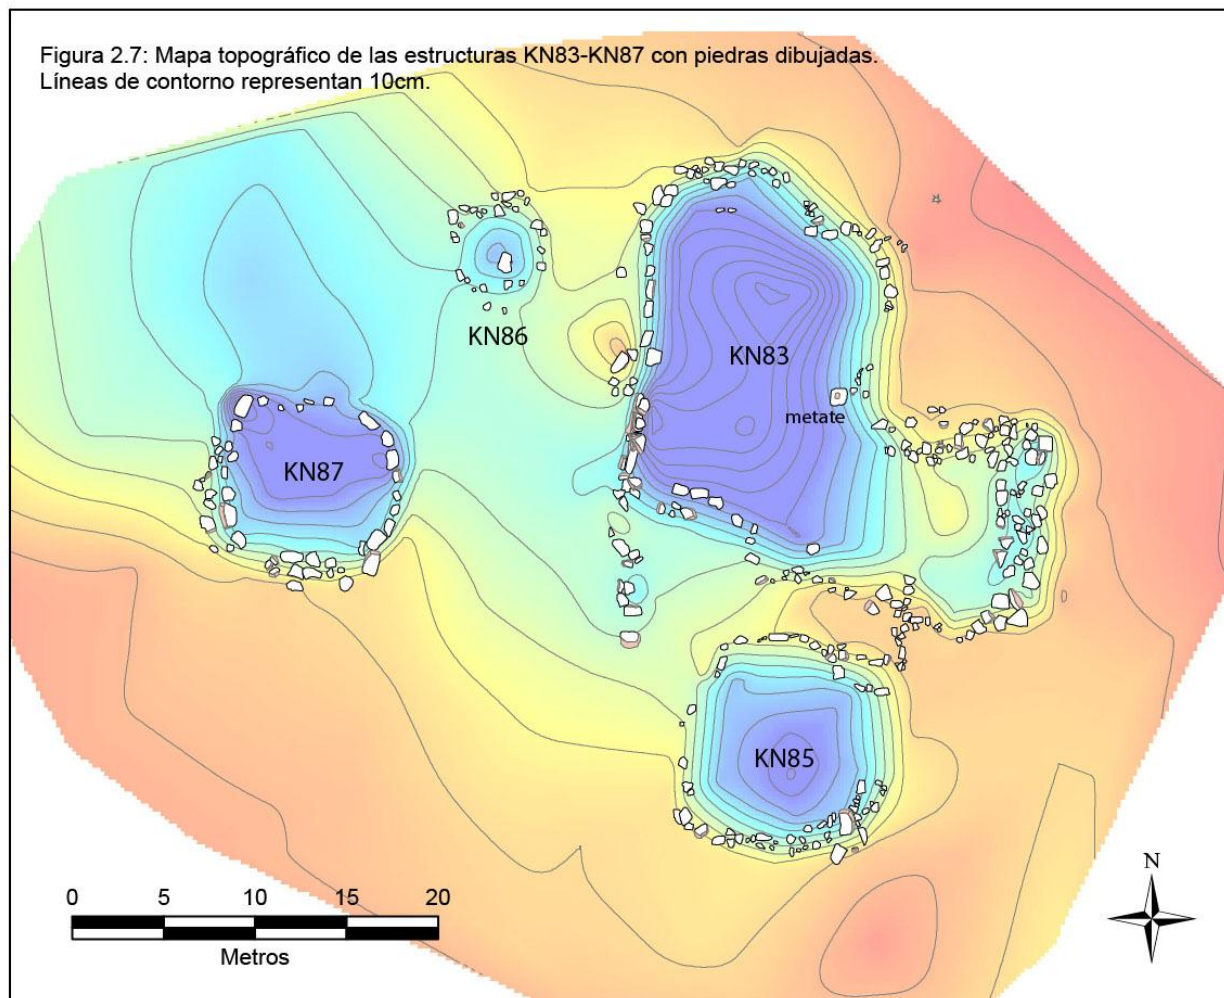 Figura 2.7: Mapa topográfico de las estructuras KN83-KN87 con piedras dibujadas.
Líneas de contorno representan 10cm.
KN86
KN83
metate
KN87
KN85
0 5 10 15 20
Metros
N